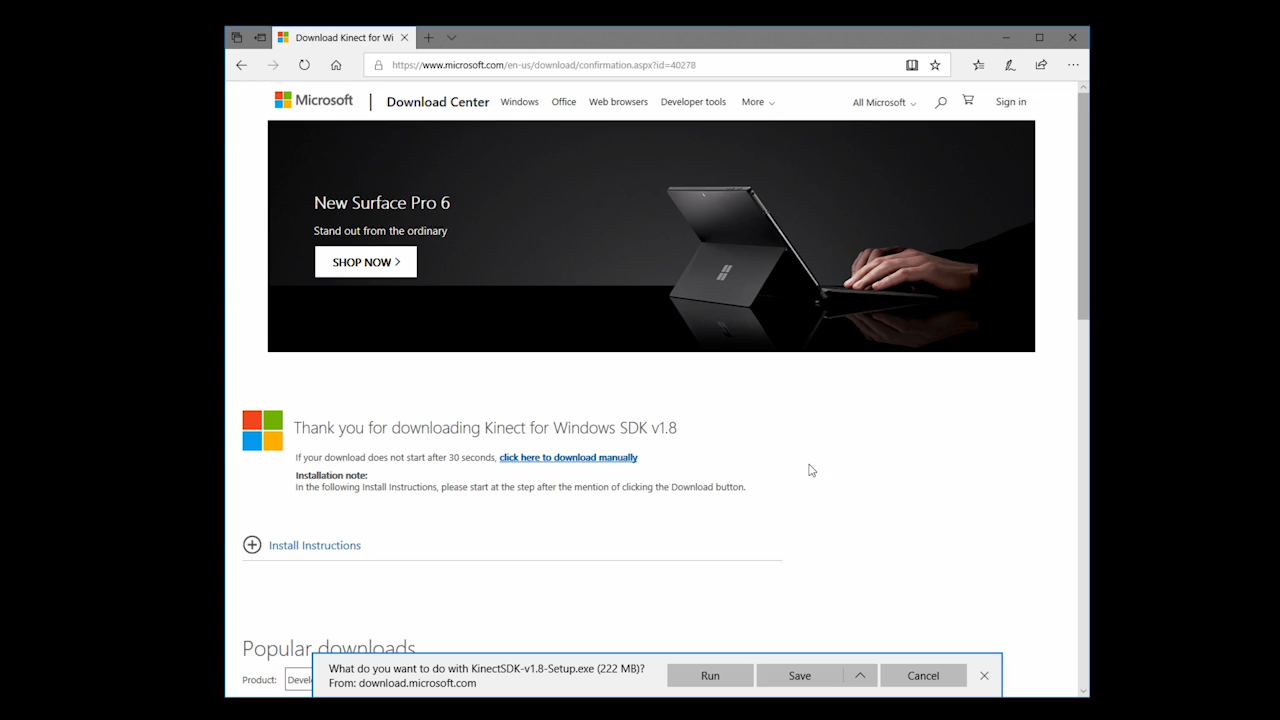 Download Kinect for Wi
https://www.microsoft.com/en-us/download/confirmation.aspx?id=40278
Microsoft | Download Center Windows Office Web browsers Developer tools More All Microsoft Sign in
New Surface Pro 6
Stand out from the ordinary
SHOP NOW >
Thank you for downloading Kinect for Windows SDK v1.8
If your download does not start after 30 seconds, click here to download manually
Installation note:
In the following Install Instructions, please start at the step after the mention of clicking the Download button.
Install Instructions
Popular downloads
Product: Devel
What do you want to do with KinectSDK-v1.8-Setup.exe (222 MB)?
From: download.microsoft.com
Run Save Cancel